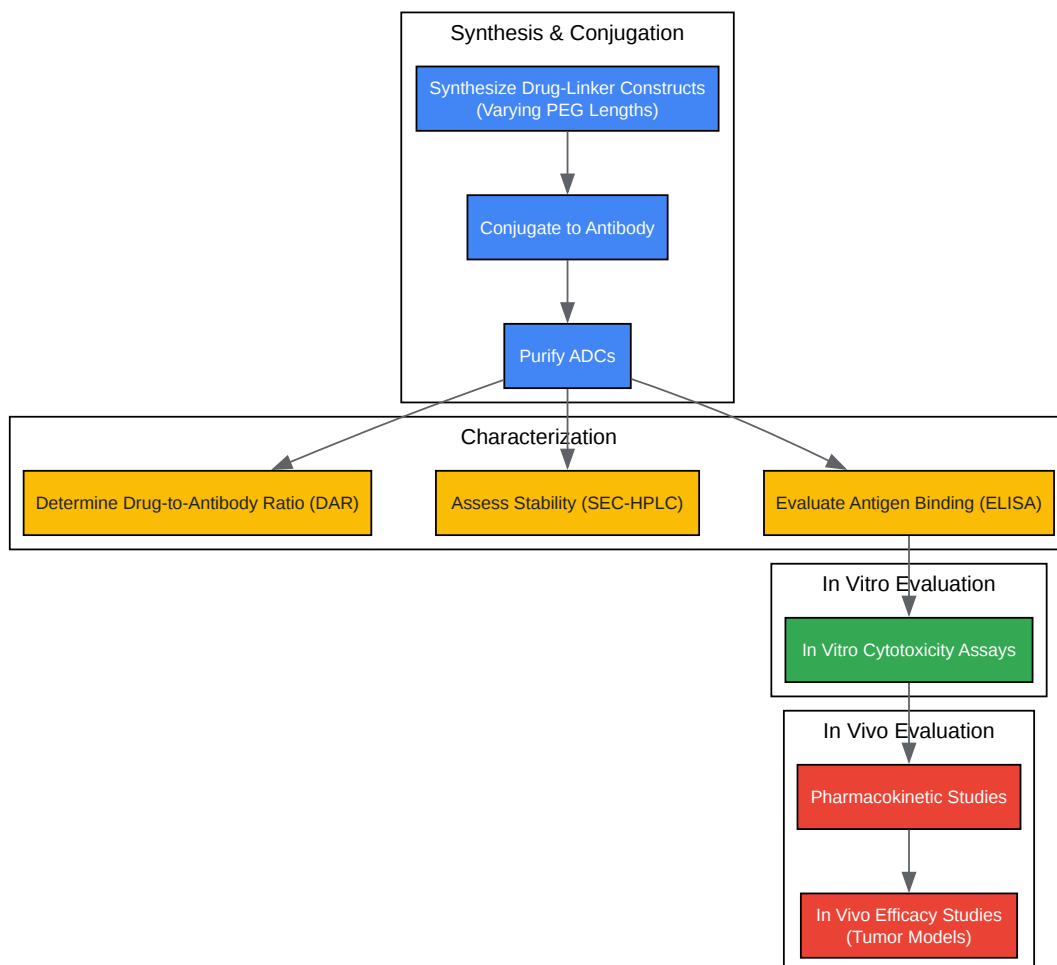 Synthesis & Conjugation
Synthesize Drug-Linker Constructs
(Varying PEG Lengths)
Conjugate to Antibody
Purify ADCs
Characterization
Determine Drug-to-Antibody Ratio (DAR)
Assess Stability (SEC-HPLC)
Evaluate Antigen Binding (ELISA)
In Vitro Evaluation
In Vitro Cytotoxicity Assays
In Vivo Evaluation
Pharmacokinetic Studies
In Vivo Efficacy Studies
(Tumor Models)